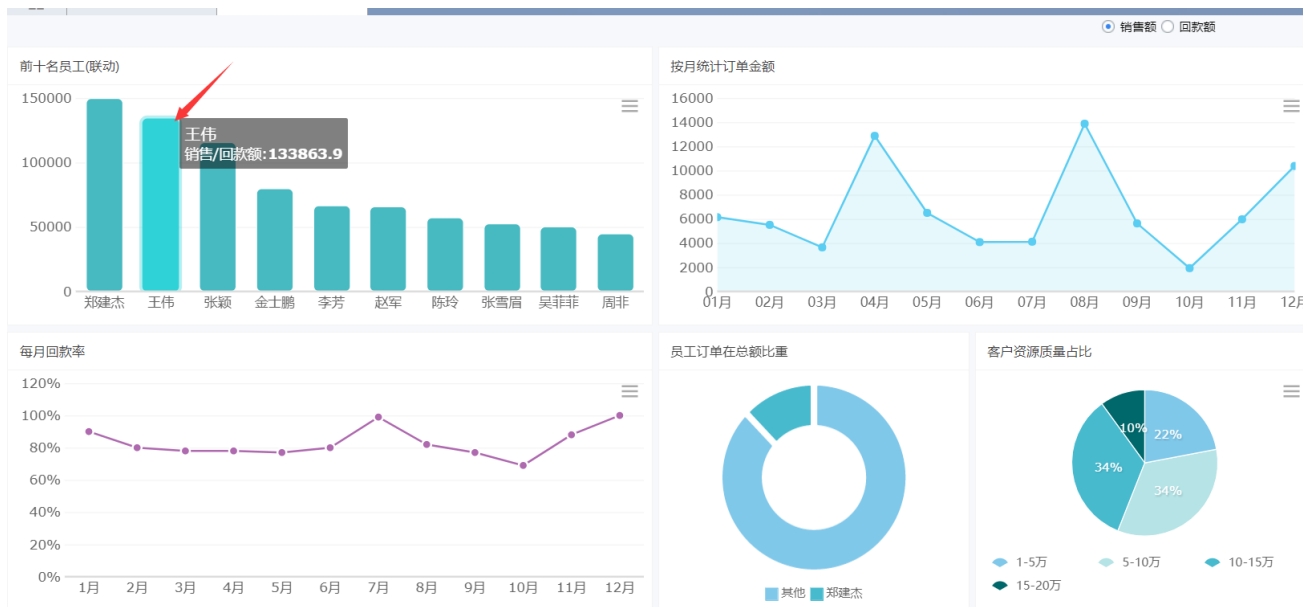 销售额 回款额
前十名员工(联动)
150000
100000
50000
0
王伟
销售/回款额:133863.9
郑建杰 王伟 张颖 金士鹏 李芳 赵军 陈玲 张雪眉 吴菲菲 周非
按月统计订单金额
16000
14000
12000
10000
8000
6000
4000
2000
0
01月 02月 03月 04月 05月 06月 07月 08月 09月 10月 11月 12月
每月回款率
120%
100%
80%
60%
40%
20%
0%
1月 2月 3月 4月 5月 6月 7月 8月 9月 10月 11月 12月
员工订单在总额比重
其他 郑建杰
客户资源质量占比
10%
22%
34%
34%
1-5万 5-10万 10-15万
15-20万